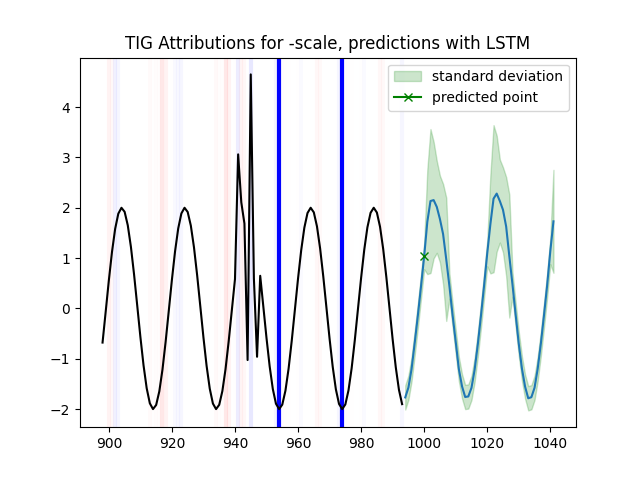 TIG Attributions for -scale, predictions with LSTM
standard deviation
predicted point
4
3
2
1
0
−1
−2
900 920 940 960 980 1000 1020 1040